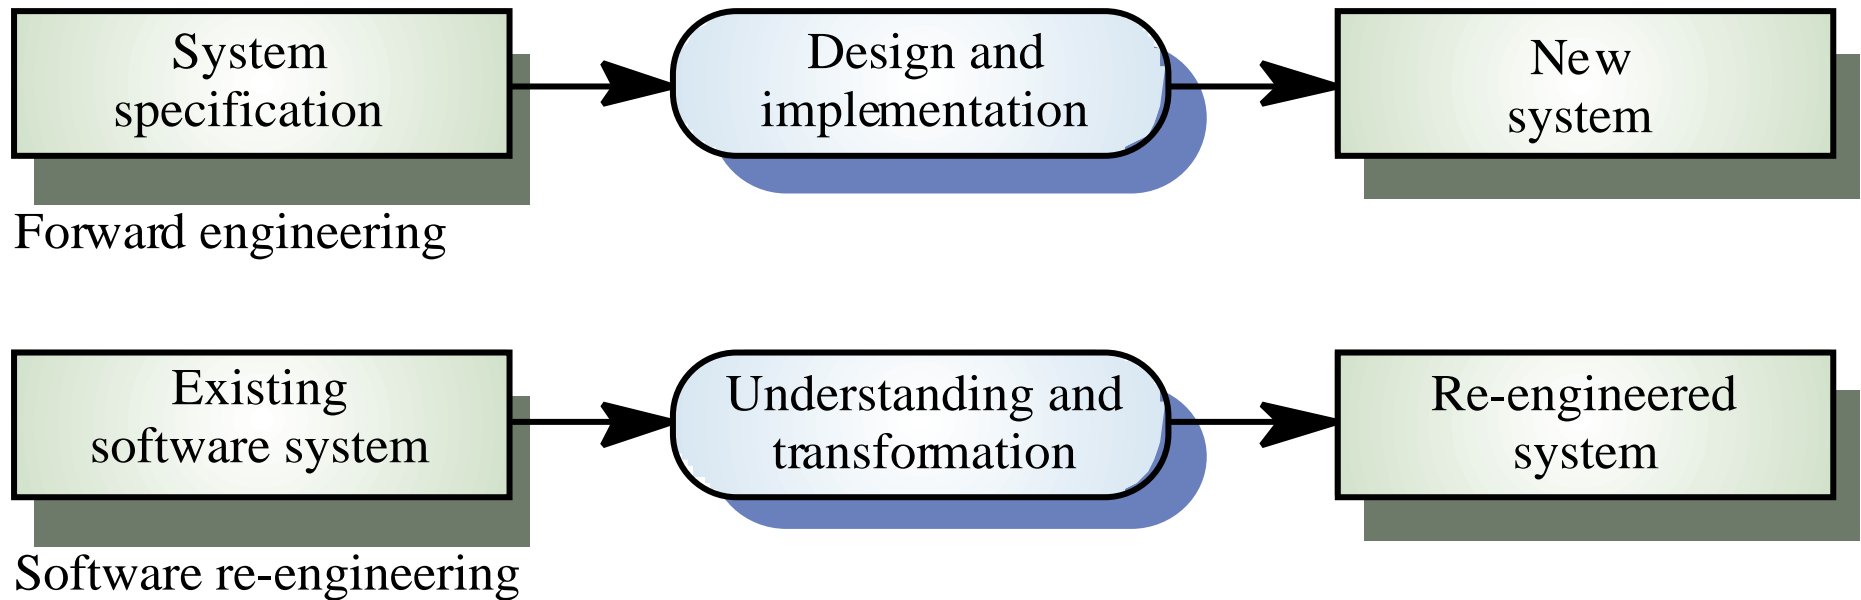 System
specification
Design and
implementation
New
system
Forward engineering
Existing
software system
Understanding and
transformation
Re-engineered
system
Software re-engineering